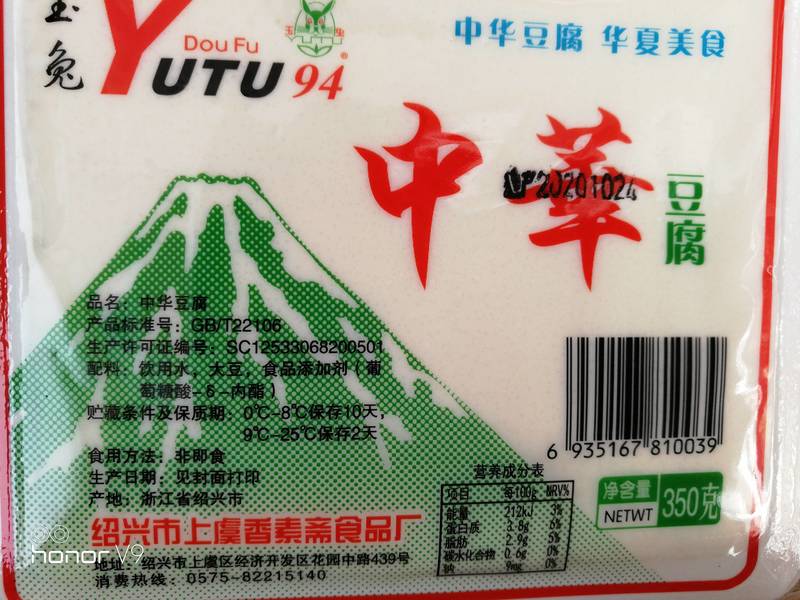 玉兔
YUTU
Dou Fu
94
中华豆腐 华夏美食
中華
豆腐
20201024
品名：中华豆腐
产品标准号：GB/T22106
生产许可证编号：SC12533068200501
配料：饮用水，大豆，食品添加剂（葡
萄糖酸-δ-内酯）
贮藏条件及保质期：0℃-8℃保存10天，
9℃-25℃保存2天
食用方法：非即食
生产日期：见封面打印
产地：浙江省绍兴市
绍兴市上虞香素斋食品厂
地址：绍兴市上虞区经济开发区花园中路439号
消费热线：0575-82215140
6 935167 810039
净含量
NETWT
350克
营养成分表
项目 每100g NRV%
能量 212kJ 3%
蛋白质 3.8g 6%
脂肪 2.9g 5%
碳水化合物 0.6g 0%
钠 9mg 0%
honor V9